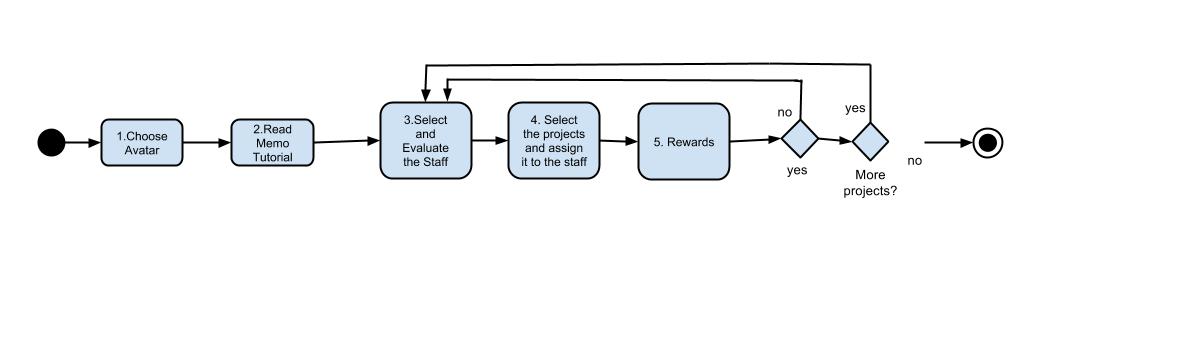 1.Choose
Avatar
2.Read
Memo
Tutorial
3.Select
and
Evaluate
the Staff
4. Select
the projects
and assign
it to the staff
5. Rewards
no
yes
yes
More
projects?
no